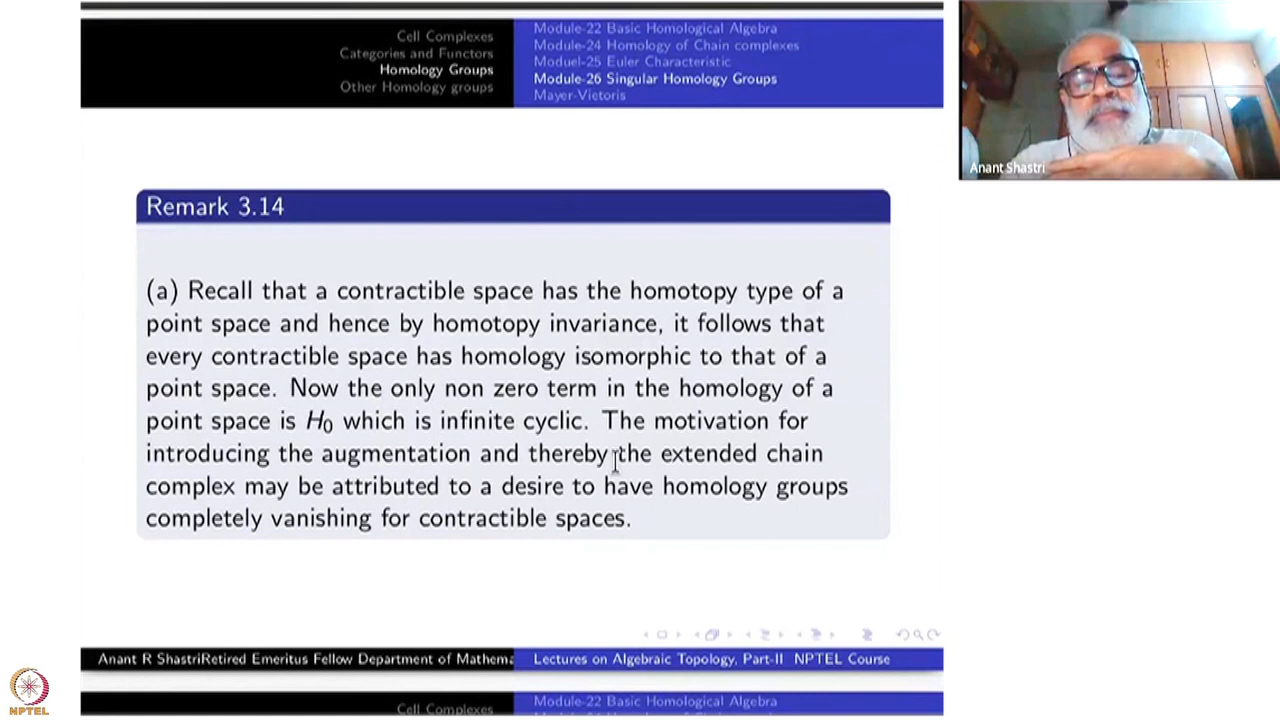 Cell Complexes
Categories and Functors
Homology Groups
Other Homology groups
Module-22 Basic Homological Algebra
Module-24 Homology of Chain complexes
Moduel-25 Euler Characteristic
Module-26 Singular Homology Groups
Mayer-Vietoris
Anant Shastri
Remark 3.14
(a) Recall that a contractible space has the homotopy type of a
point space and hence by homotopy invariance, it follows that
every contractible space has homology isomorphic to that of a
point space. Now the only non zero term in the homology of a
point space is H₀ which is infinite cyclic. The motivation for
introducing the augmentation and thereby the extended chain
complex may be attributed to a desire to have homology groups
completely vanishing for contractible spaces.
Anant R ShastriRetired Emeritus Fellow Department of Mathema
Lectures on Algebraic Topology, Part-II NPTEL Course
Cell Complexes
Module-22 Basic Homological Algebra
NPTEL